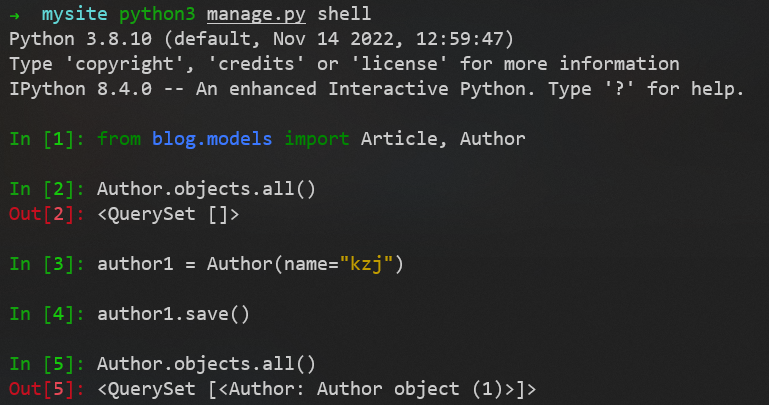 → mysite python3 manage.py shell
Python 3.8.10 (default, Nov 14 2022, 12:59:47)
Type 'copyright', 'credits' or 'license' for more information
IPython 8.4.0 -- An enhanced Interactive Python. Type '?' for help.
In [1]: from blog.models import Article, Author
In [2]: Author.objects.all()
Out[2]: <QuerySet []>
In [3]: author1 = Author(name="kzj")
In [4]: author1.save()
In [5]: Author.objects.all()
Out[5]: <QuerySet [<Author: Author object (1)>]>